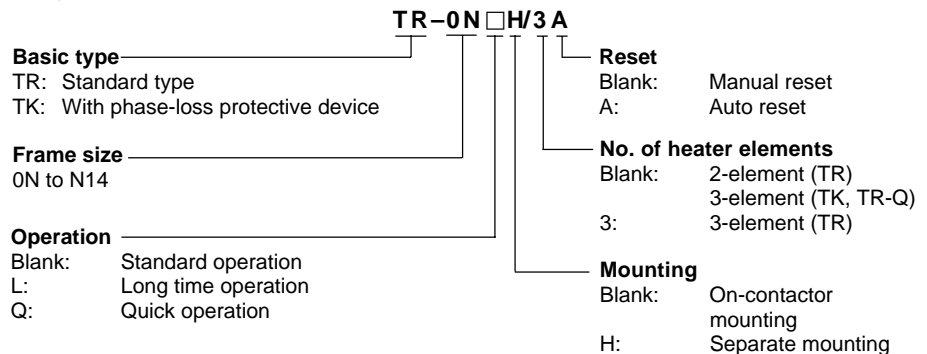 TR–0N□H/3A
Basic type
TR: Standard type
TK: With phase-loss protective device
Frame size
0N to N14
Operation
Blank: Standard operation
L: Long time operation
Q: Quick operation
Reset
Blank: Manual reset
A: Auto reset
No. of heater elements
Blank: 2-element (TR)
3-element (TK, TR-Q)
3: 3-element (TR)
Mounting
Blank: On-contactor
mounting
H: Separate mounting